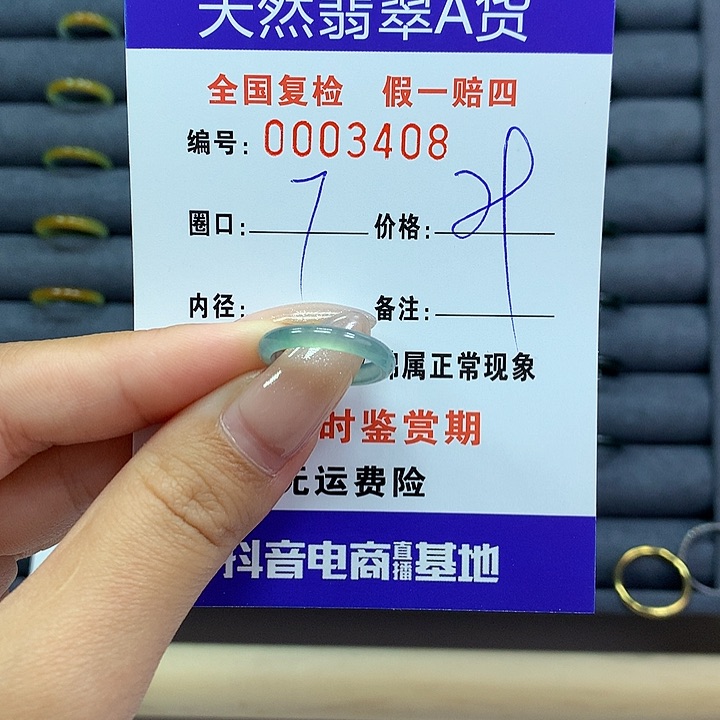 天然翡翠A货
全国复检 假一赔四
编号: 0003408
圈口: 7 价格:
内径: 备注:
属正常现象
时鉴赏期
无运费险
抖音电商直播基地